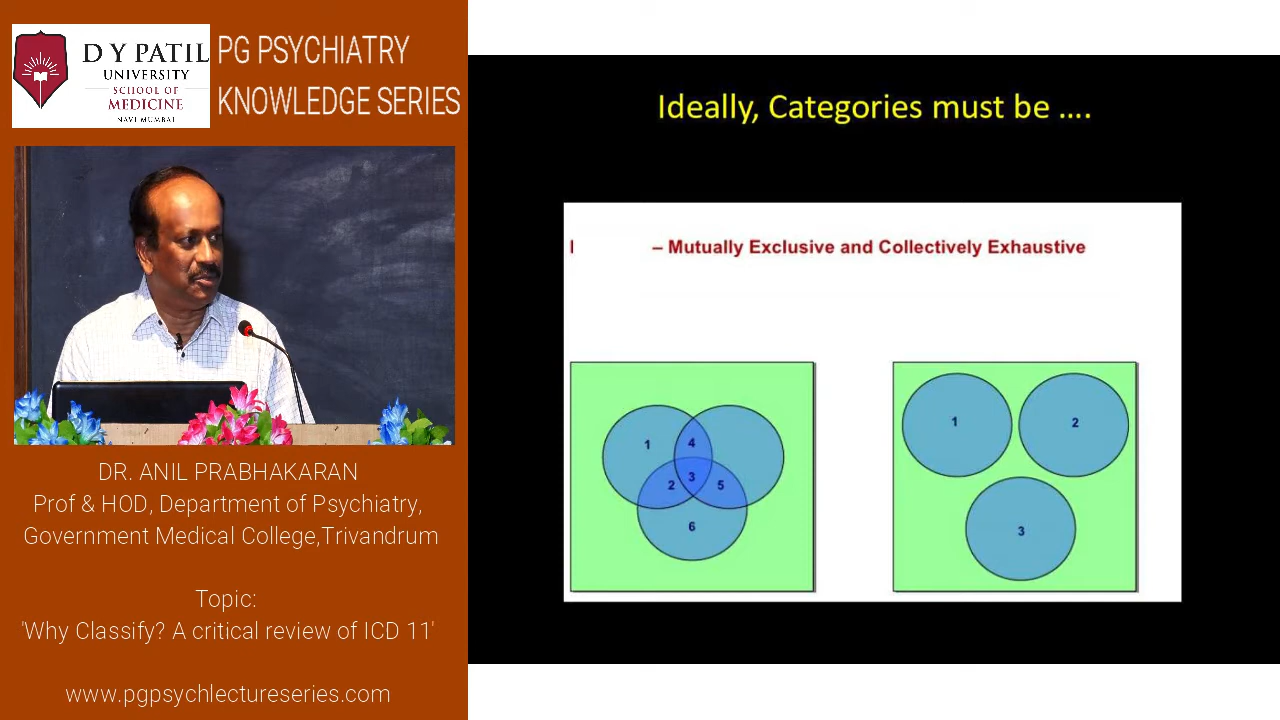 D Y PATIL
UNIVERSITY
SCHOOL OF
MEDICINE
NAVI MUMBAI
PG PSYCHIATRY
KNOWLEDGE SERIES
DR. ANIL PRABHAKARAN
Prof & HOD, Department of Psychiatry,
Government Medical College,Trivandrum
Topic:
'Why Classify? A critical review of ICD 11'
www.pgpsychlectureseries.com
Ideally, Categories must be ....
– Mutually Exclusive and Collectively Exhaustive
1
4
2
3
5
6
1
2
3